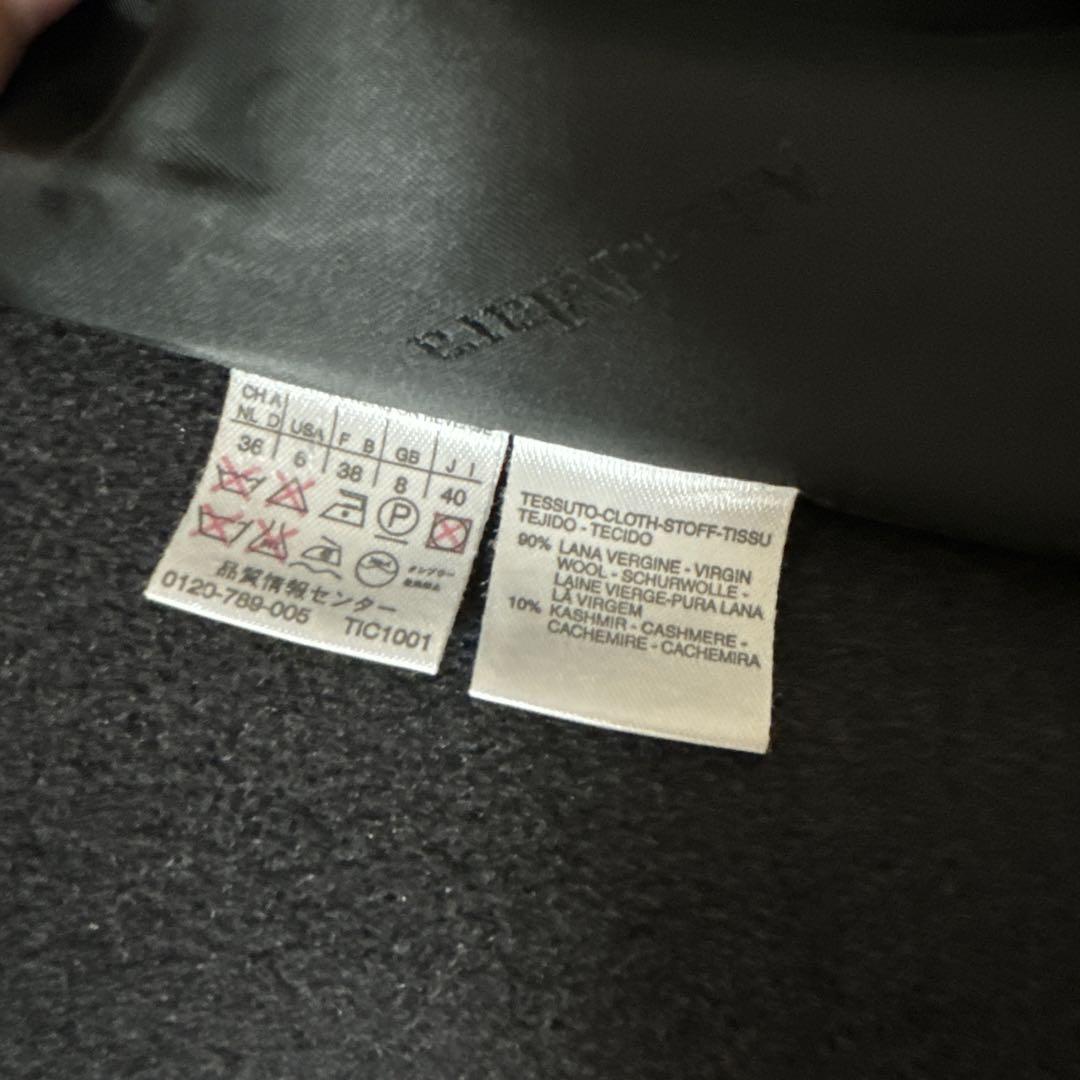 CH A
NL D USA F B GB J I
36 6 38 8 40
P
品質情報センター
0120-789-005 TIC1001
TESSUTO-CLOTH-STOFF-TISSU
TEJIDO - TECIDO
90% LANA VERGINE - VIRGIN
WOOL - SCHURWOLLE -
LAINE VIERGE-PURA LANA
LÀ VIRGEM
10% KASHMIR - CASHMERE -
CACHEMIRE - CACHEMIRA